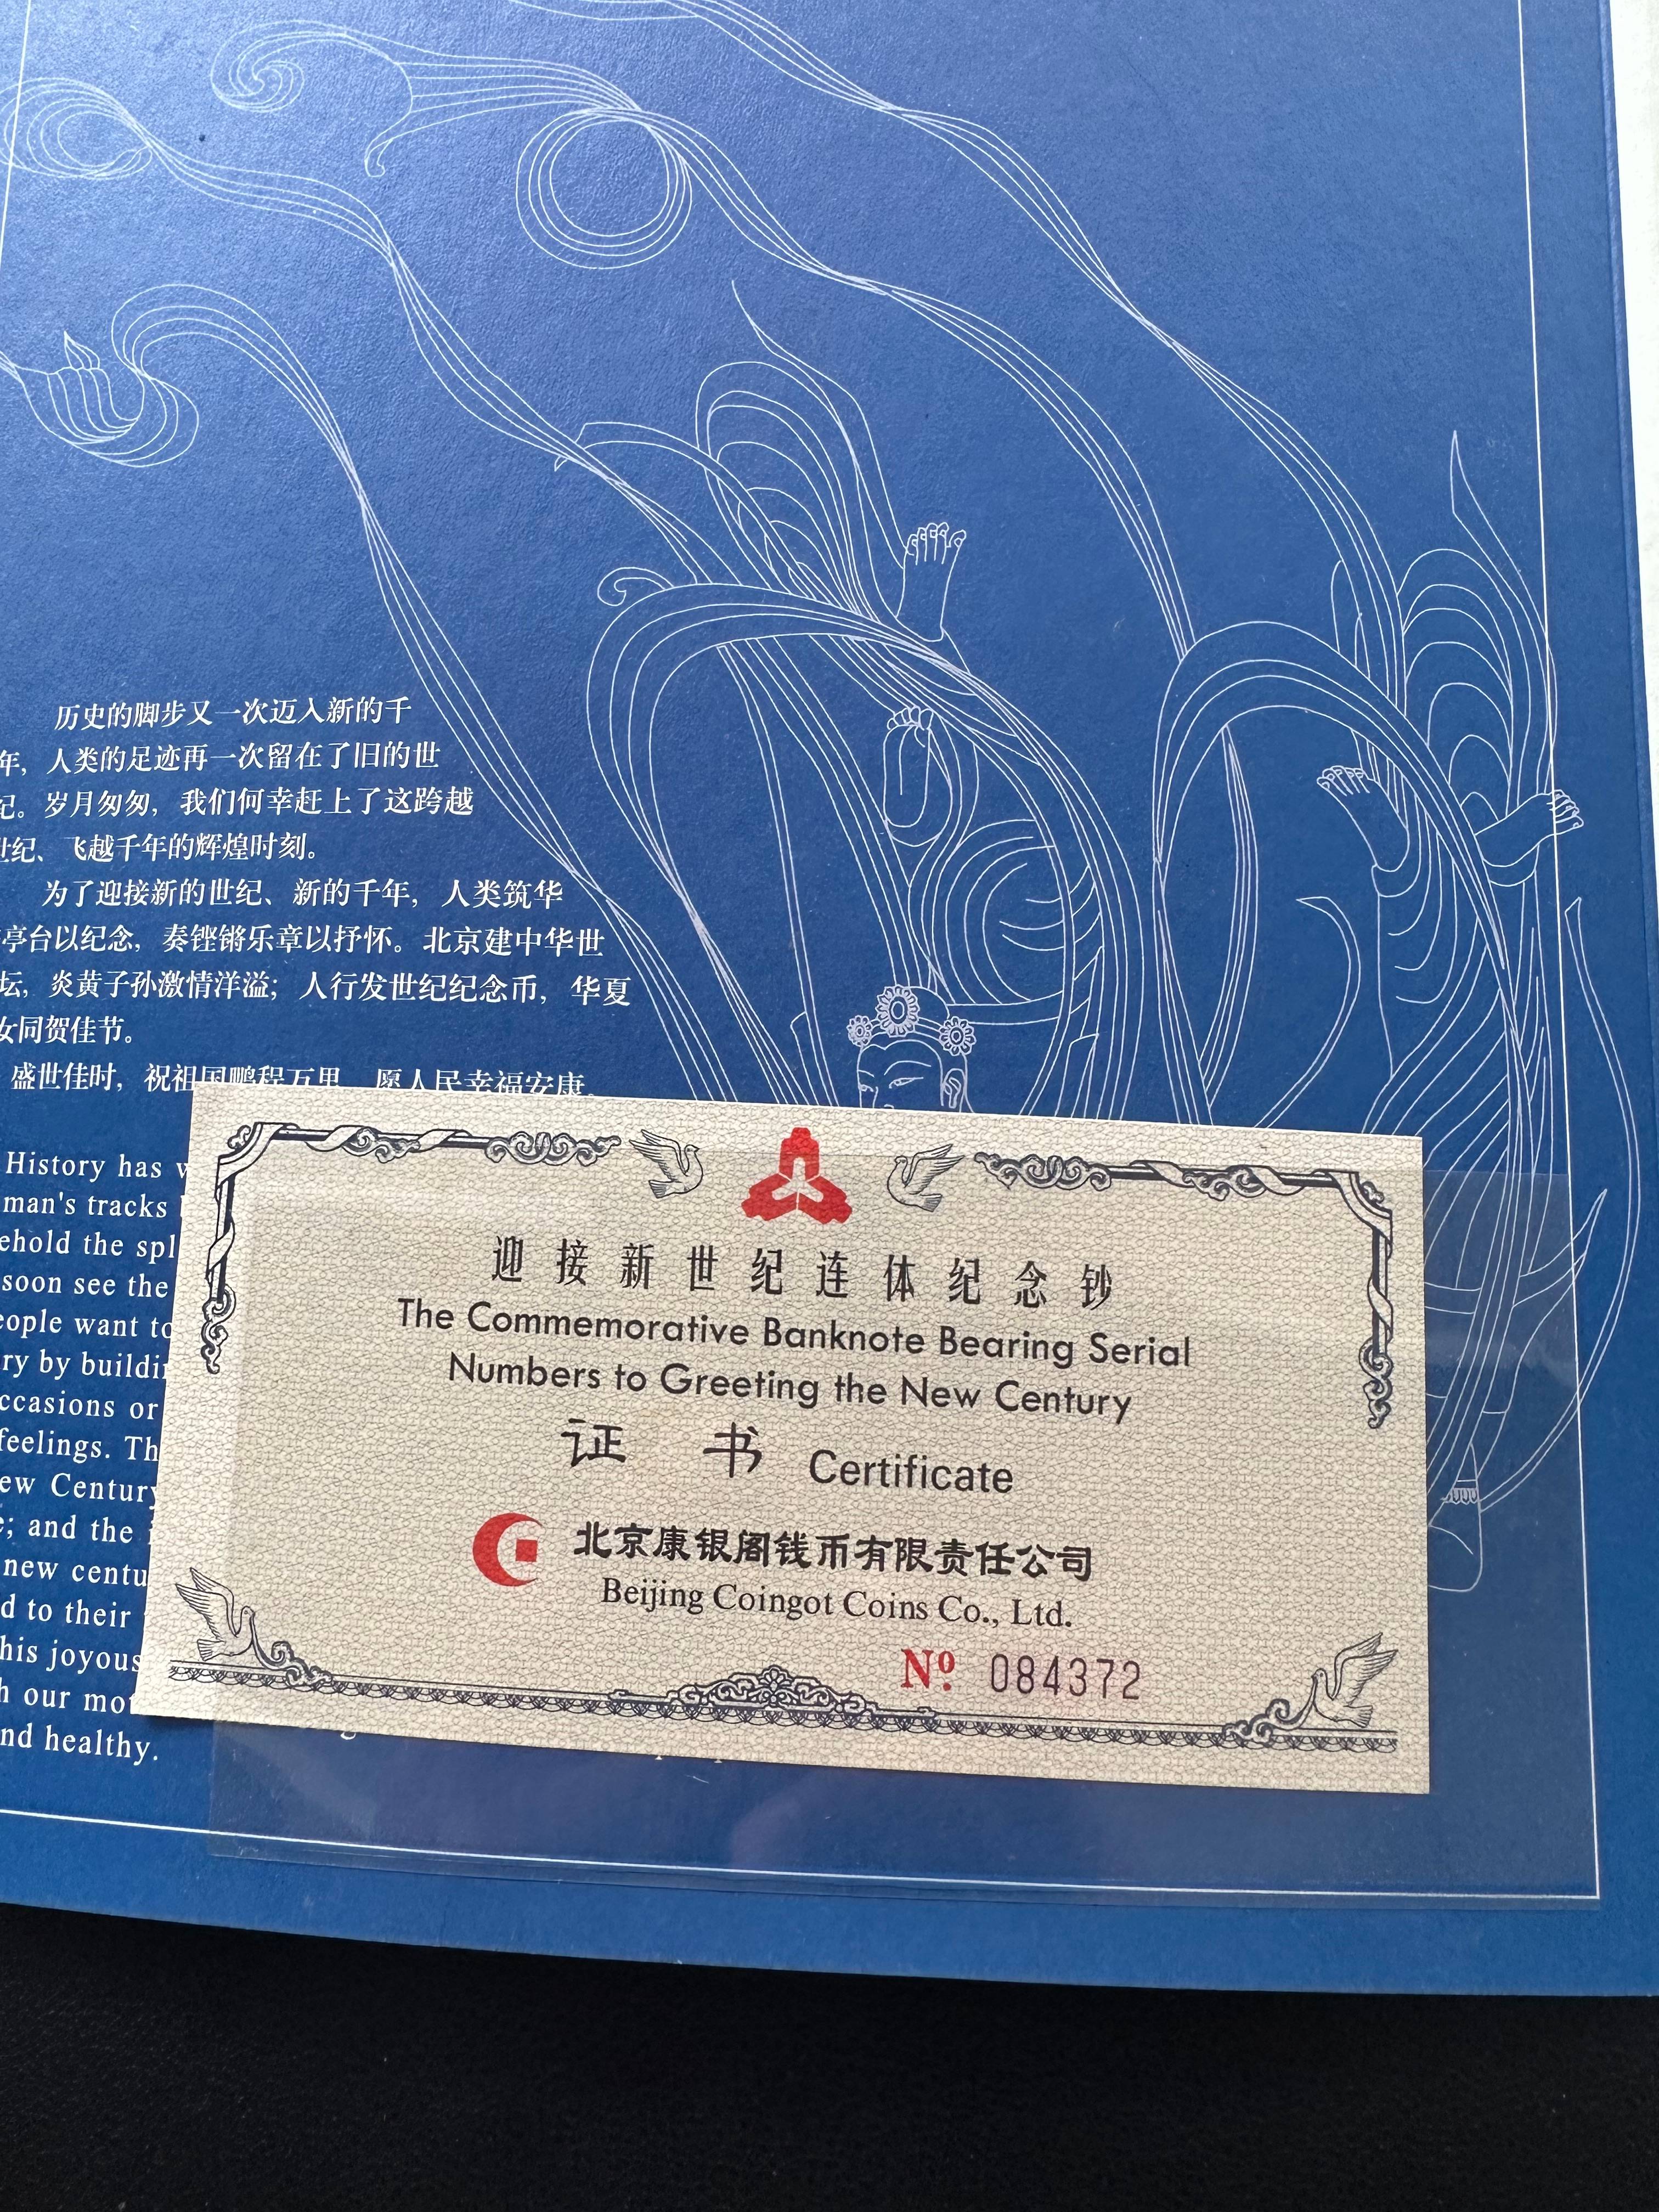 历史的脚步又一次迈入新的千
年，人类的足迹再一次留在了旧的世
纪。岁月匆匆，我们何幸赶上了这跨越
世纪、飞越千年的辉煌时刻。
为了迎接新的世纪、新的千年，人类筑华
亭台以纪念，奏铿锵乐章以抒怀。北京建中华世
坛，炎黄子孙激情洋溢；人行发世纪纪念币，华夏
女同贺佳节。
盛世佳时，祝祖国鹏程万里，愿人民幸福安康。
History has
man's tracks
ehold the
soon see the
eople want to
ry by
ccasions or
feelings.
ew Century
; and the
new
d to their
his joyous
h our
nd healthy.
迎接新世纪连体纪念钞
The Commemorative Banknote Bearing Serial
Numbers to Greeting the New Century
证 书 Certificate
北京康银阁钱币有限责任公司
Beijing Coingot Coins Co., Ltd.
Nº. 084372